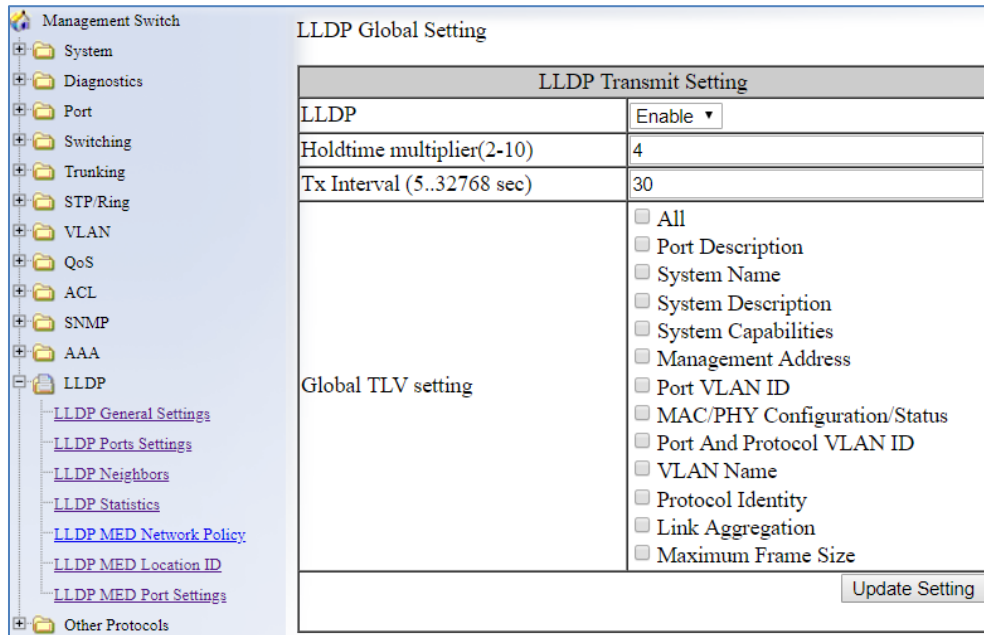 Management Switch
System
Diagnostics
Port
Switching
Trunking
STP/Ring
VLAN
QoS
ACL
SNMP
AAA
LLDP
LLDP General Settings
LLDP Ports Settings
LLDP Neighbors
LLDP Statistics
LLDP MED Network Policy
LLDP MED Location ID
LLDP MED Port Settings
Other Protocols
LLDP Global Setting
LLDP Transmit Setting
LLDP Enable
Holdtime multiplier(2-10) 4
Tx Interval (5..32768 sec) 30
Global TLV setting
All
Port Description
System Name
System Description
System Capabilities
Management Address
Port VLAN ID
MAC/PHY Configuration/Status
Port And Protocol VLAN ID
VLAN Name
Protocol Identity
Link Aggregation
Maximum Frame Size
Update Setting